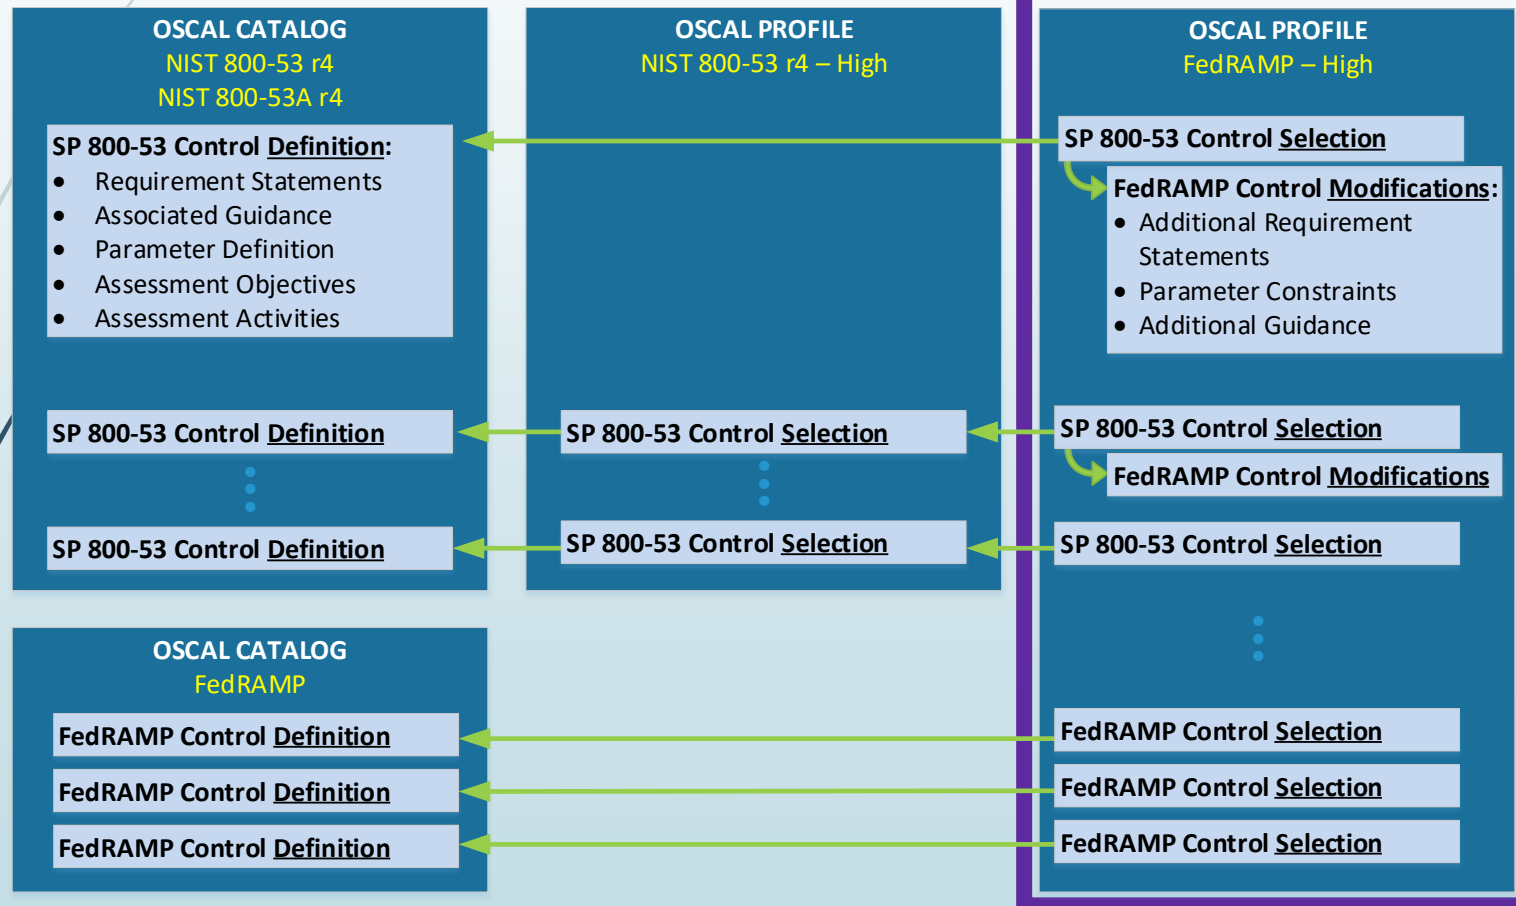 OSCAL CATALOG
NIST 800-53 r4
NIST 800-53A r4
SP 800-53 Control Definition:
• Requirement Statements
• Associated Guidance
• Parameter Definition
• Assessment Objectives
• Assessment Activities
SP 800-53 Control Definition
SP 800-53 Control Definition
OSCAL PROFILE
NIST 800-53 r4 – High
SP 800-53 Control Selection
SP 800-53 Control Selection
OSCAL PROFILE
FedRAMP – High
SP 800-53 Control Selection
FedRAMP Control Modifications:
• Additional Requirement
Statements
• Parameter Constraints
• Additional Guidance
SP 800-53 Control Selection
FedRAMP Control Modifications
SP 800-53 Control Selection
FedRAMP Control Selection
FedRAMP Control Selection
FedRAMP Control Selection
OSCAL CATALOG
FedRAMP
FedRAMP Control Definition
FedRAMP Control Definition
FedRAMP Control Definition